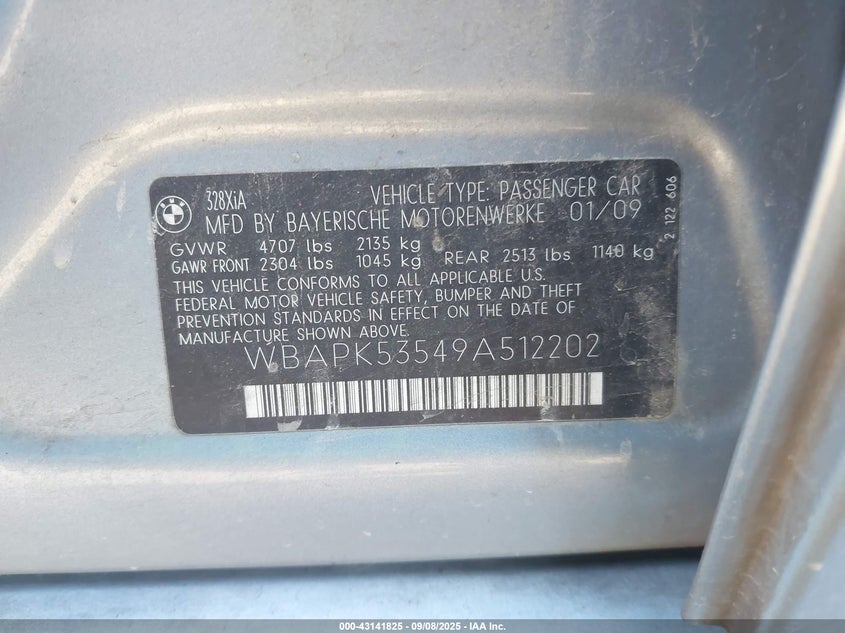 328XiA VEHICLE TYPE: PASSENGER CAR
MFD BY BAYERISCHE MOTORENWERKE 01/09
GVWR 4707 lbs 2135 kg
GAWR FRONT 2304 lbs 1045 kg REAR 2513 lbs 1140 kg
THIS VEHICLE CONFORMS TO ALL APPLICABLE U.S.
FEDERAL MOTOR VEHICLE SAFETY, BUMPER AND THEFT
PREVENTION STANDARDS IN EFFECT ON THE DATE OF
MANUFACTURE SHOWN ABOVE.
WBAPK53549A512202
2 122 606
BMW
000-43141825 - 09/08/2025 - IAA Inc.